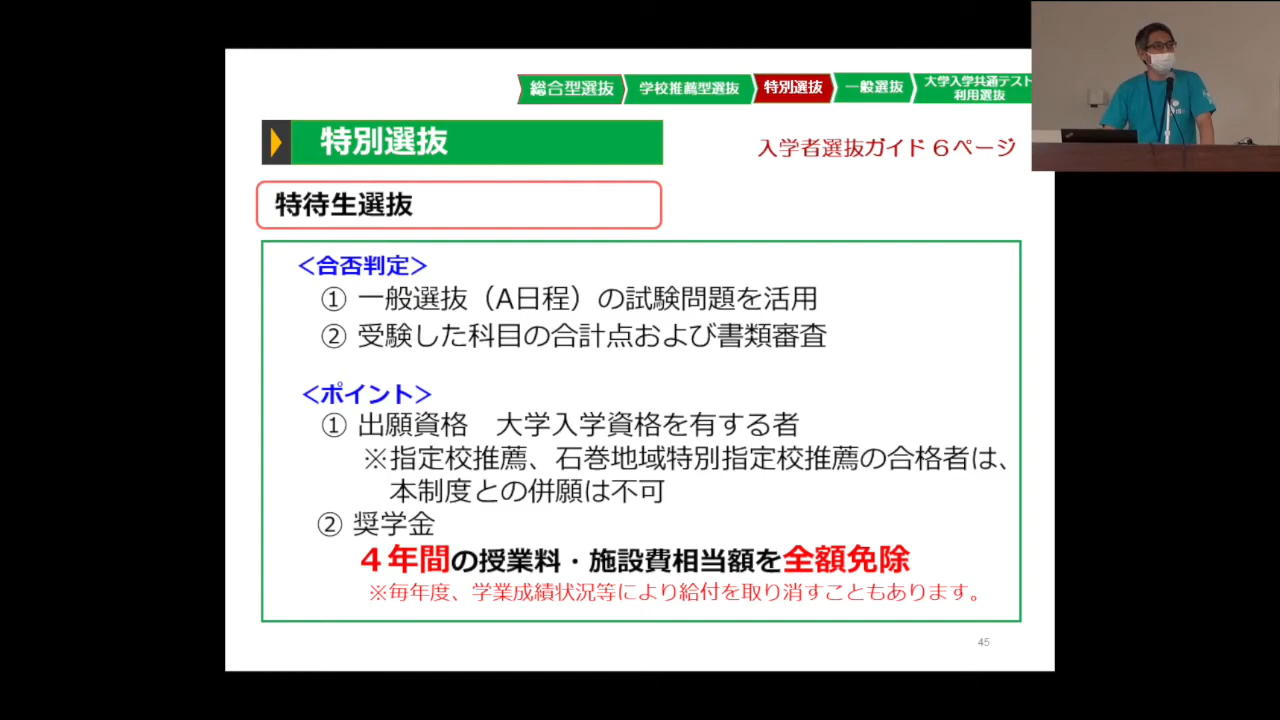 総合型選抜
学校推薦型選抜
特別選抜
一般選抜
大学入学共通テスト
利用選抜
特別選抜
入学者選抜ガイド6ページ
特待生選抜
＜合否判定＞
① 一般選抜（A日程）の試験問題を活用
② 受験した科目の合計点および書類審査
＜ポイント＞
① 出願資格　大学入学資格を有する者
※指定校推薦、石巻地域特別指定校推薦の合格者は、
本制度との併願は不可
② 奨学金
４年間の授業料・施設費相当額を全額免除
※毎年度、学業成績状況等により給付を取り消すこともあります。
45